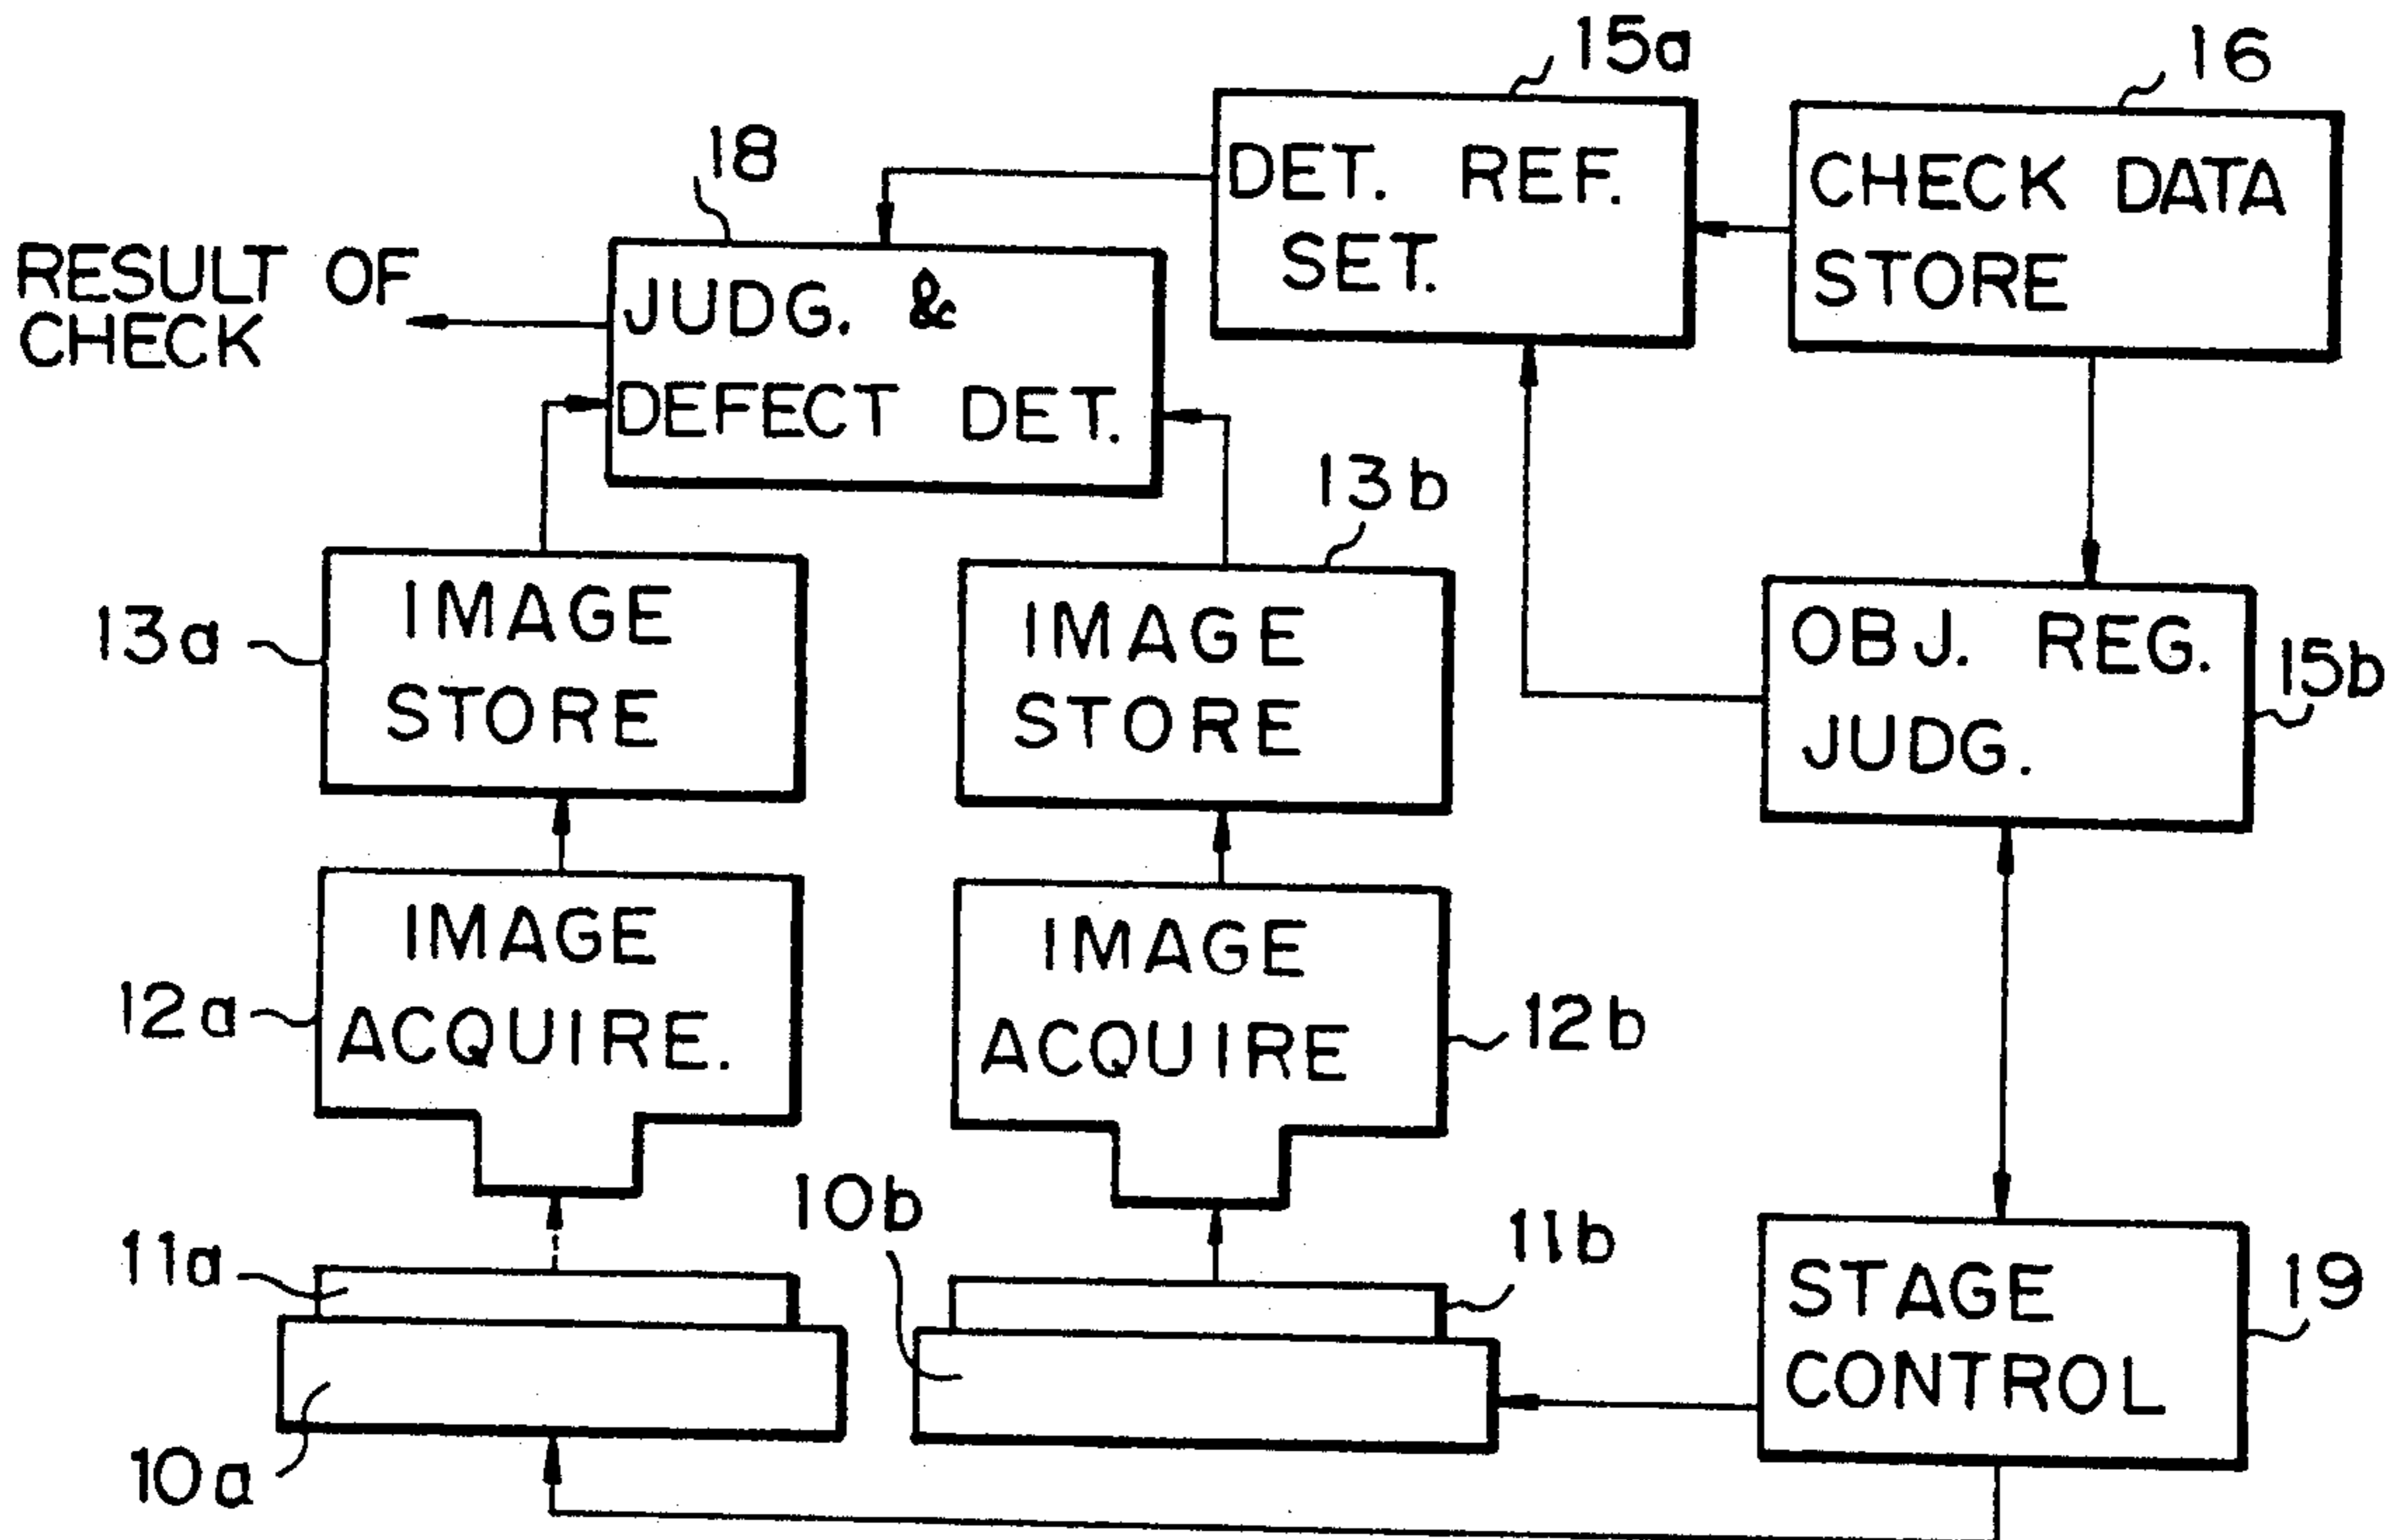 15a
16
18
DET. REF.
SET.
CHECK DATA
STORE
RESULT OF
CHECK
JUDG. &
DEFECT DET.
13b
13a
IMAGE
STORE
IMAGE
STORE
OBJ. REG.
JUDG.
15b
12a
IMAGE
ACQUIRE.
IMAGE
ACQUIRE
12b
10b
11a
11b
STAGE
CONTROL
19
10a